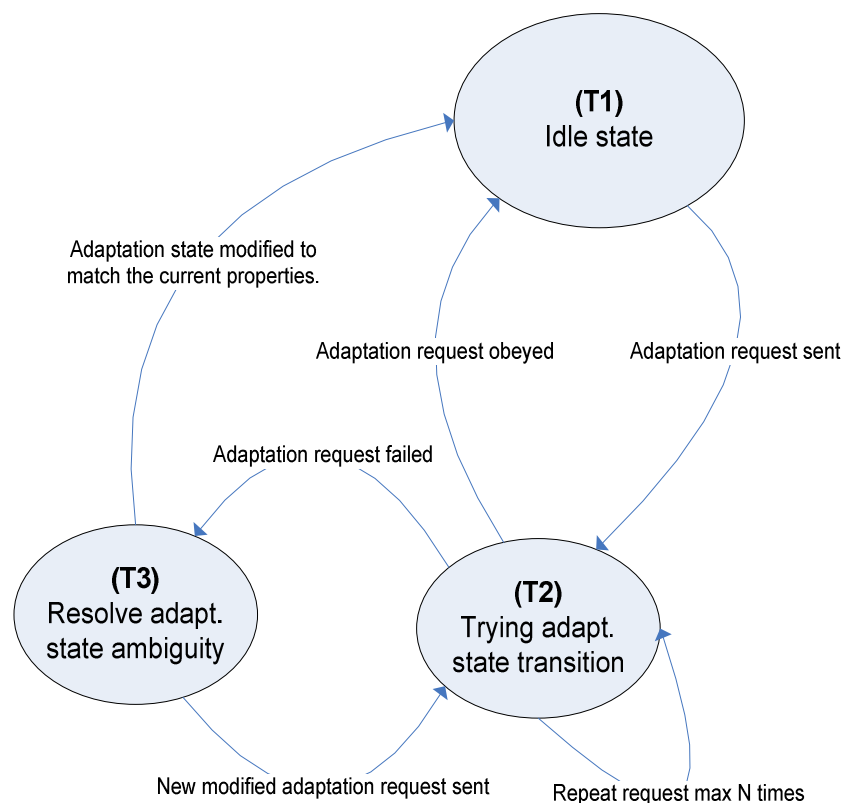 (T1)
Idle state
Adaptation state modified to
match the current properties.
Adaptation request obeyed
Adaptation request sent
Adaptation request failed
(T3)
Resolve adapt.
state ambiguity
(T2)
Trying adapt.
state transition
New modified adaptation request sent
Repeat request max N times